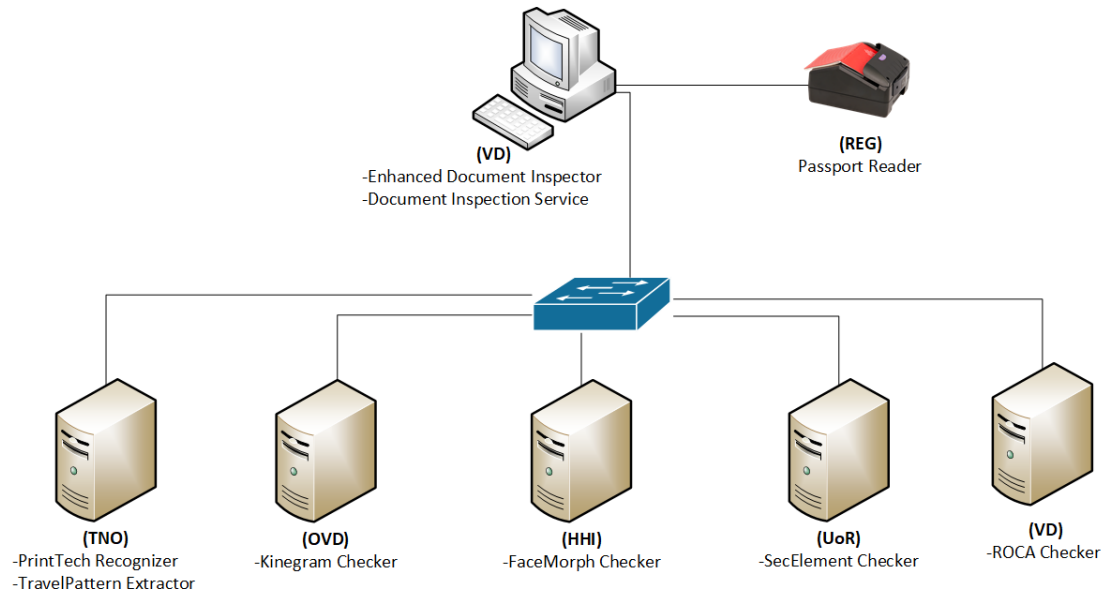 (VD)
-Enhanced Document Inspector
-Document Inspection Service
(REG)
Passport Reader
(TNO)
-PrintTech Recognizer
-TravelPattern Extractor
(OVD)
-Kinegram Checker
(HHI)
-FaceMorph Checker
(UoR)
-SecElement Checker
(VD)
-ROCA Checker